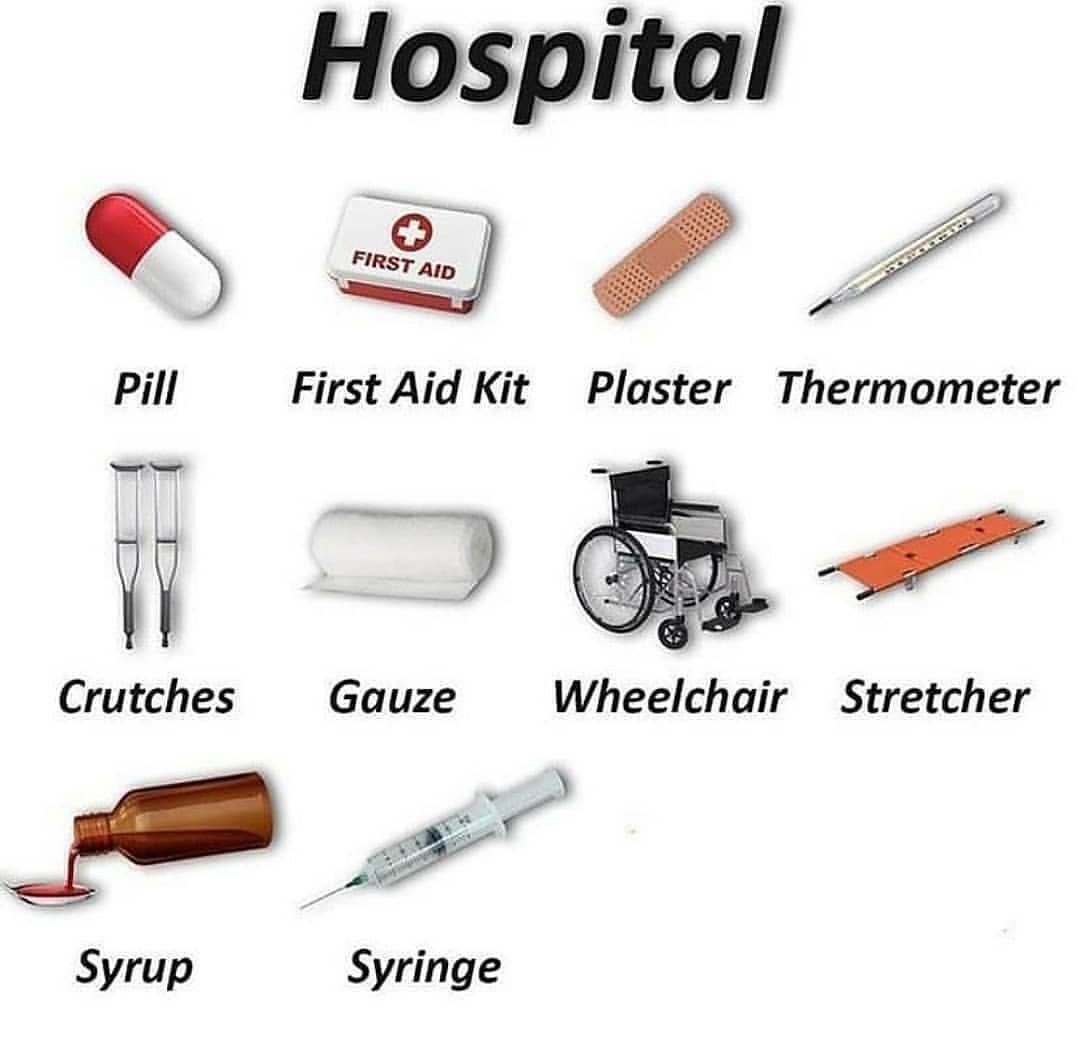 Hospital
FIRST AID
Pill First Aid Kit Plaster Thermometer
Crutches Gauze Wheelchair Stretcher
Syrup Syringe